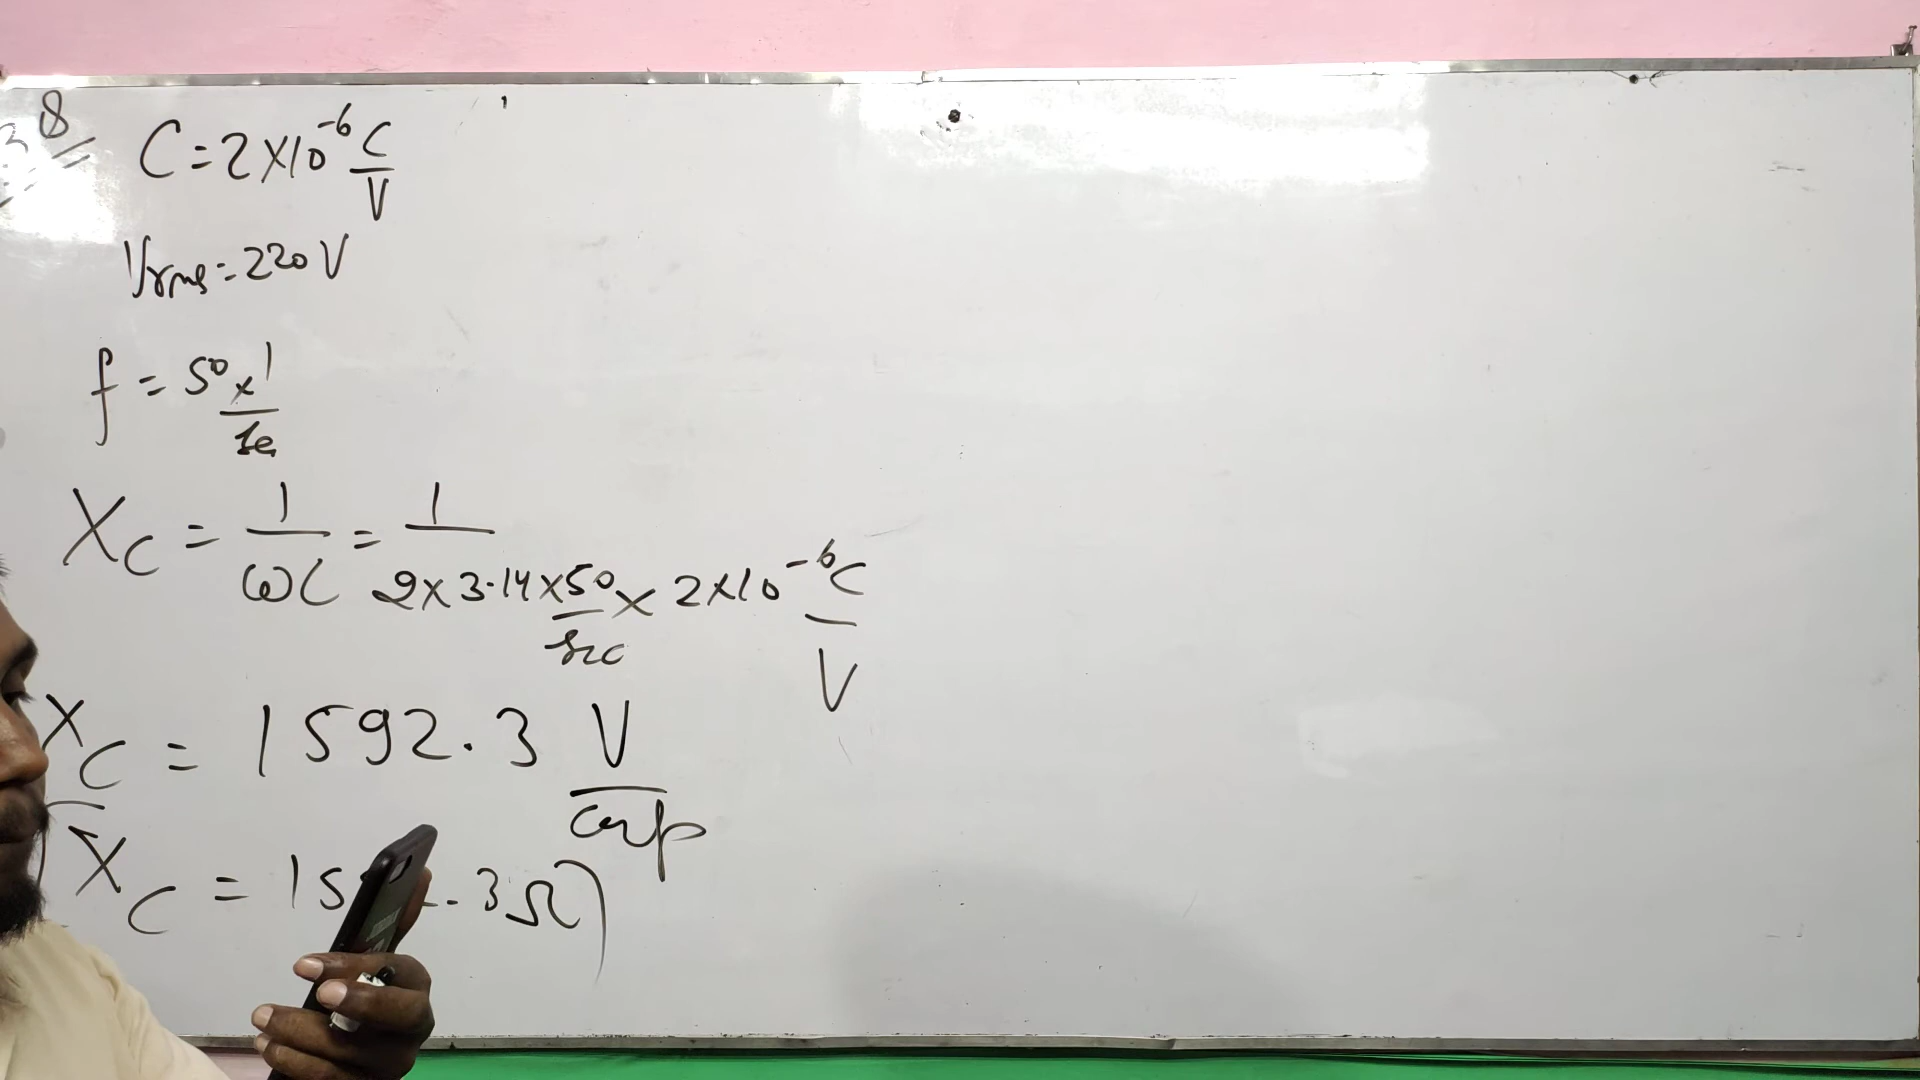 38
C = 2×10⁻⁶ C/V
Vrms = 220 V
f = 50 × 1/sec
Xc = 1/ωC = 1/(2×3.14×50/sec × 2×10⁻⁶ C/V)
Xc = 1592.3 V/amp
Xc = 15 .3Ω